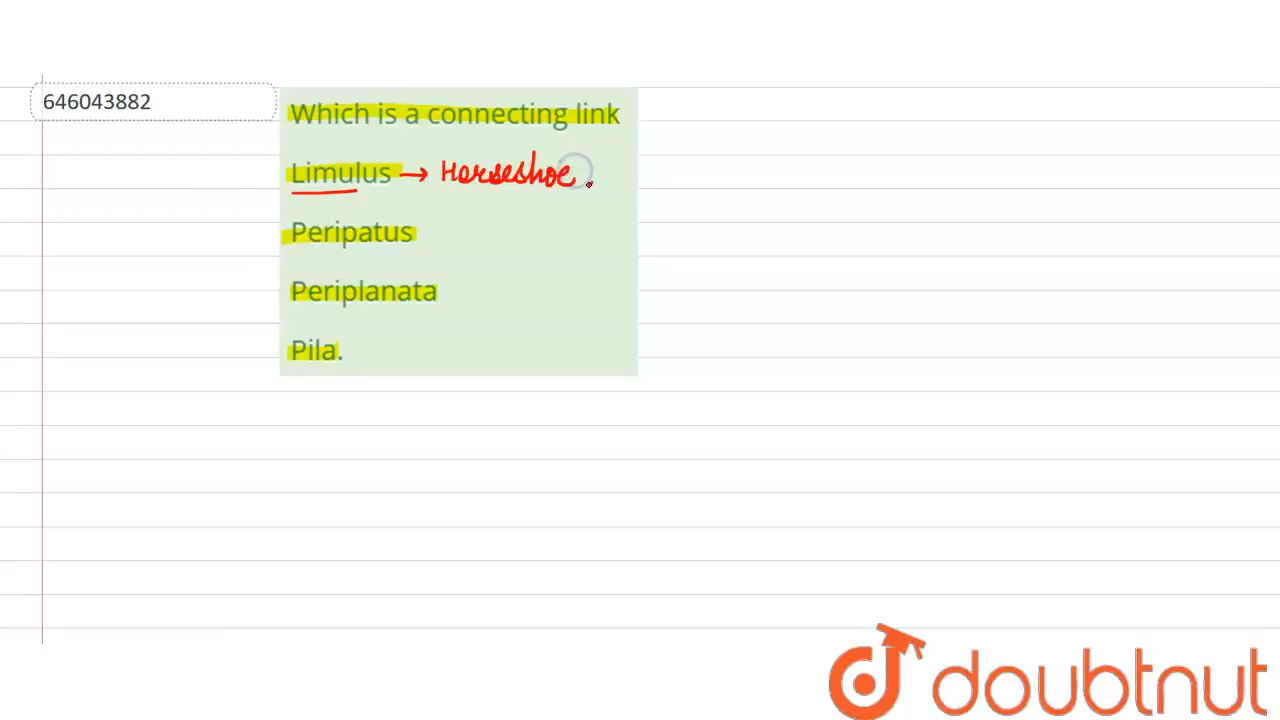 646043882
Which is a connecting link
Limulus → Horseshoe
Peripatus
Periplanata
Pila.
doubtnut